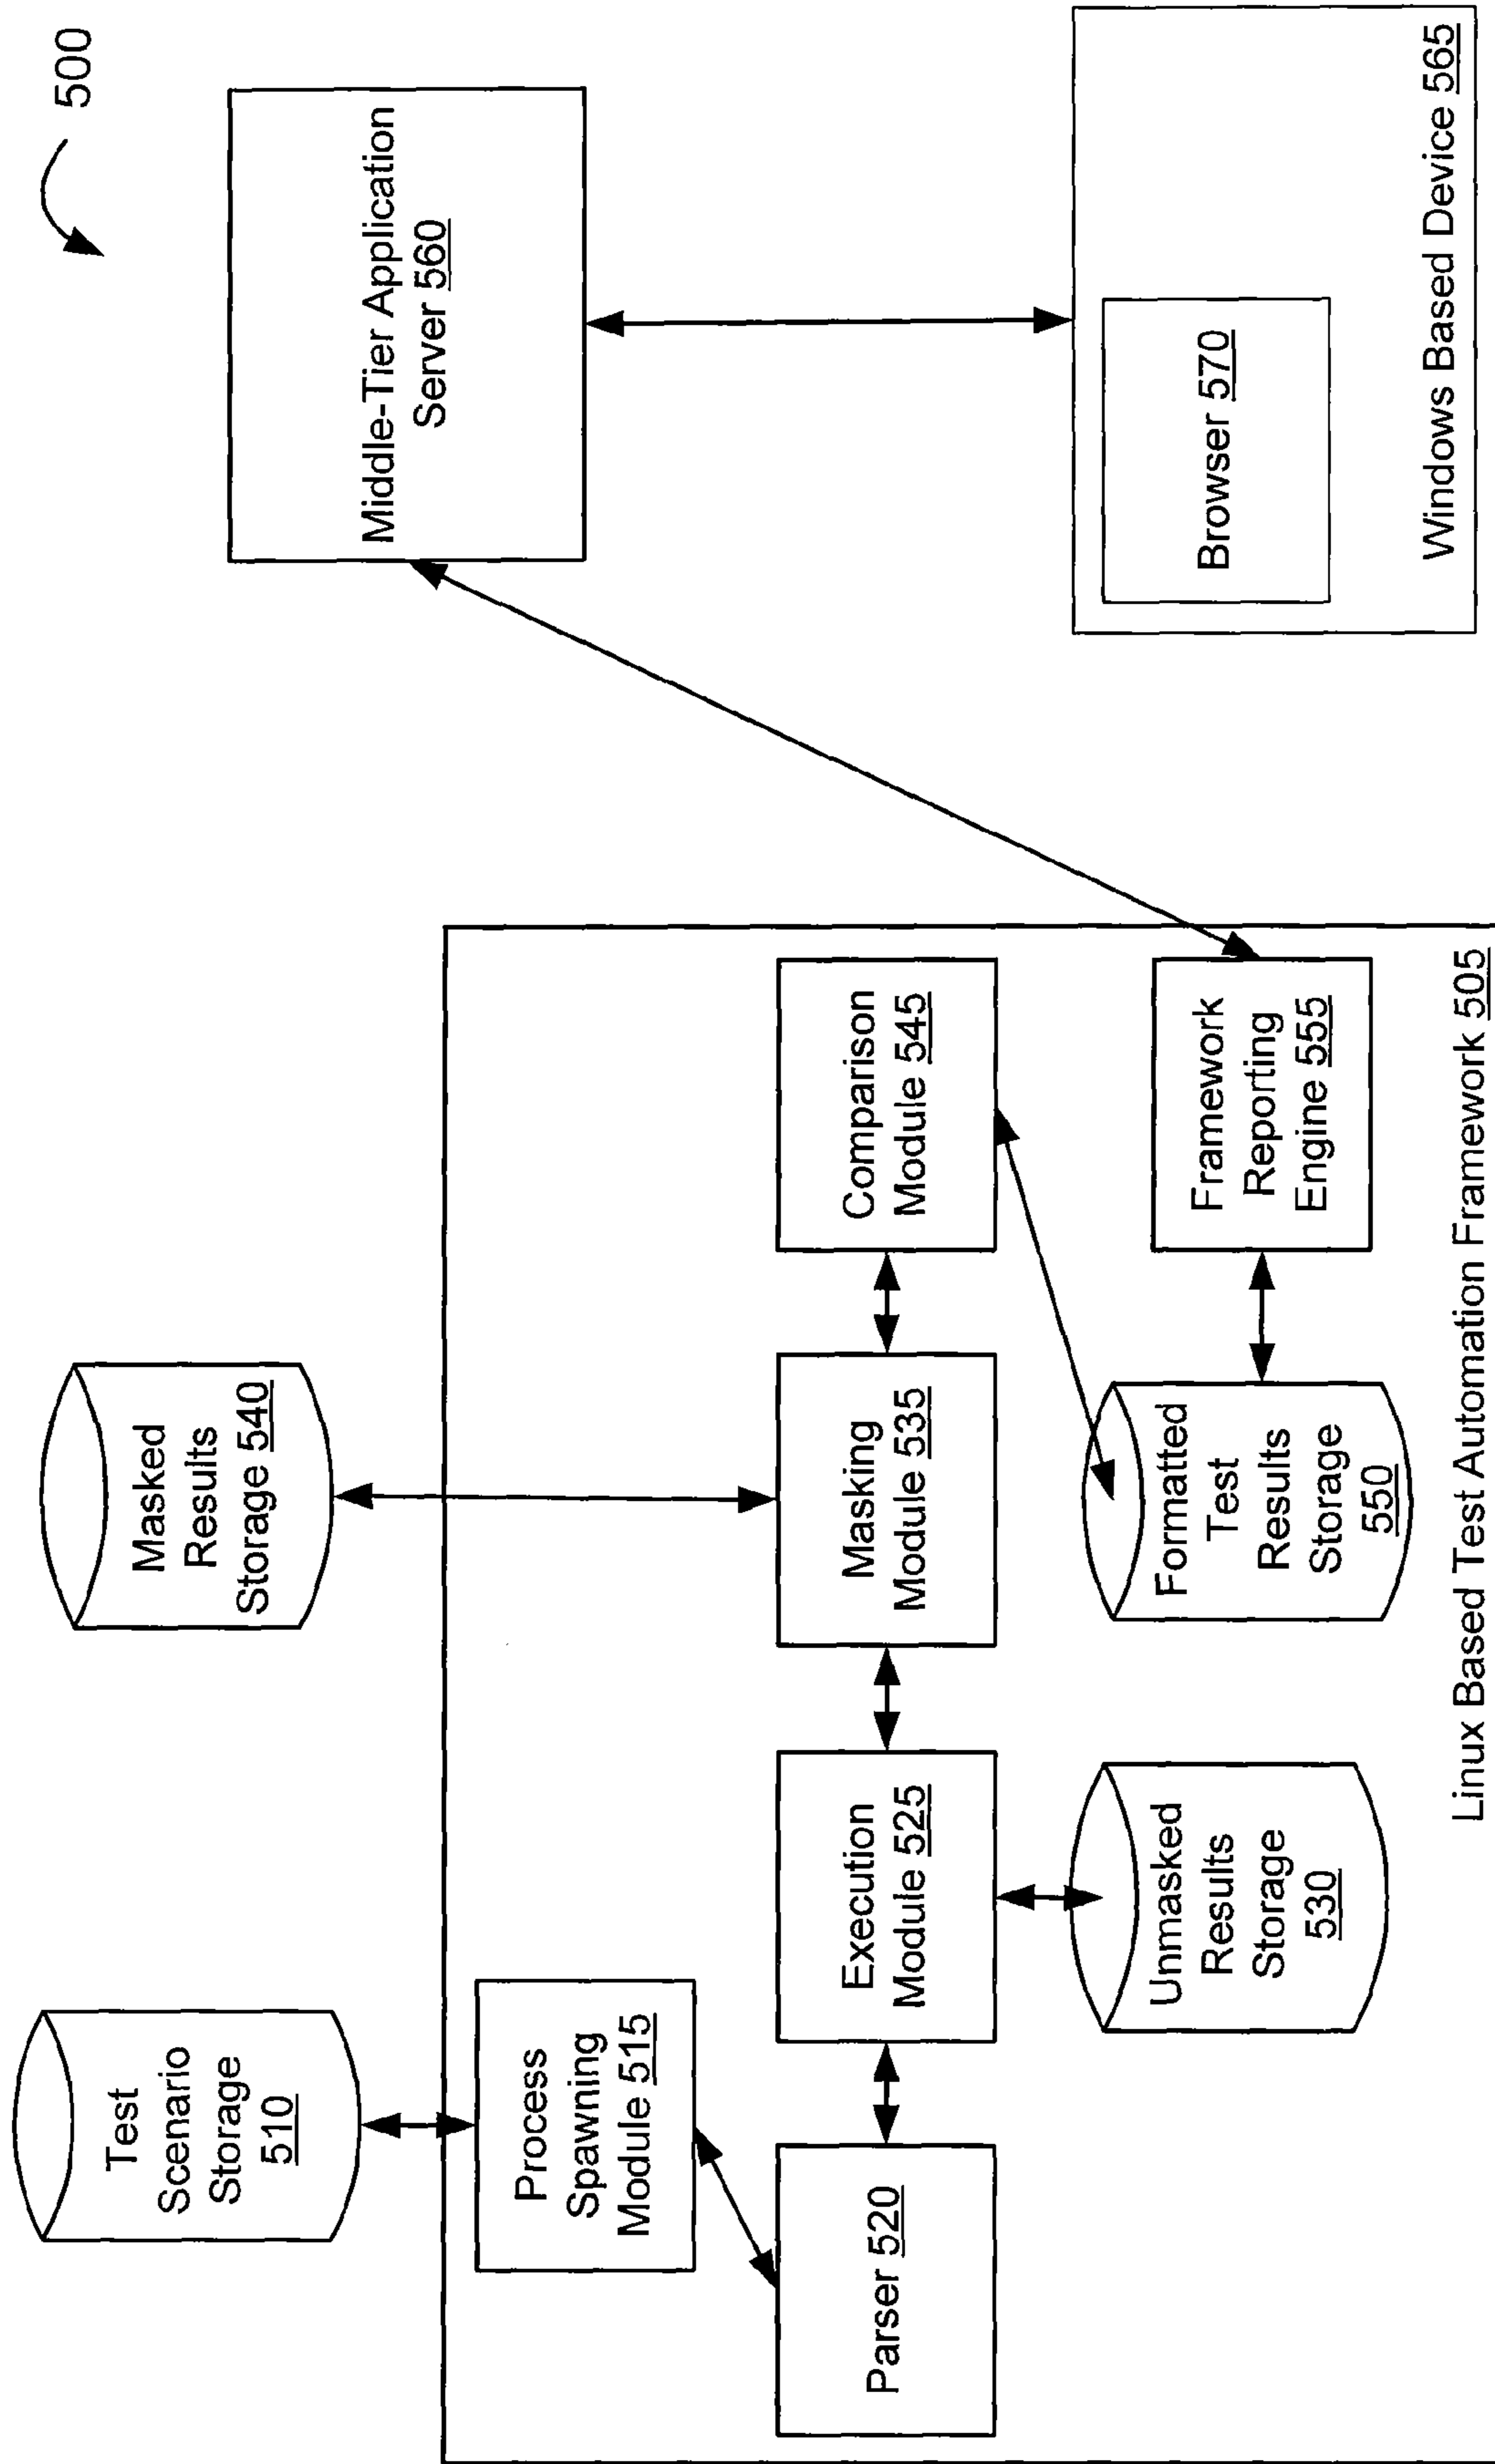 500
Test
Scenario
Storage
510
Masked
Results
Storage 540
Middle-Tier Application
Server 560
Process
Spawning
Module 515
Parser 520
Execution
Module 525
Masking
Module 535
Comparison
Module 545
Unmasked
Results
Storage
530
Formatted
Test
Results
Storage
550
Framework
Reporting
Engine 555
Browser 570
Windows Based Device 565
Linux Based Test Automation Framework 505